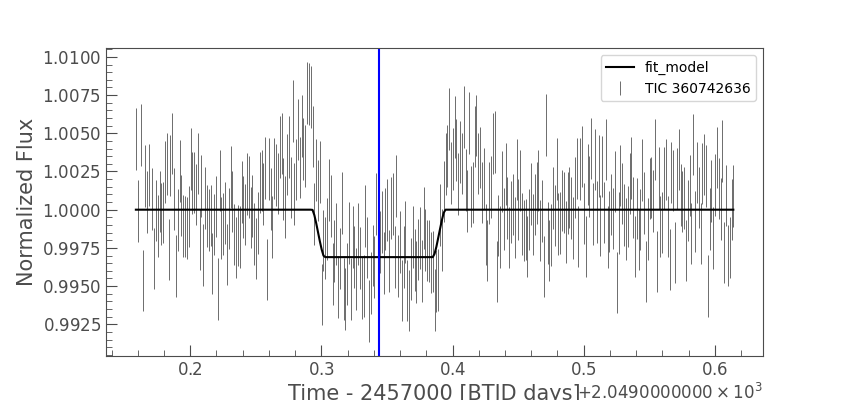 Normalized Flux
1.0100
1.0075
1.0050
1.0025
1.0000
0.9975
0.9950
0.9925
fit_model
TIC 360742636
0.2 0.3 0.4 0.5 0.6
Time - 2457000 [BTJD days]
+2.0490000000 × 10³